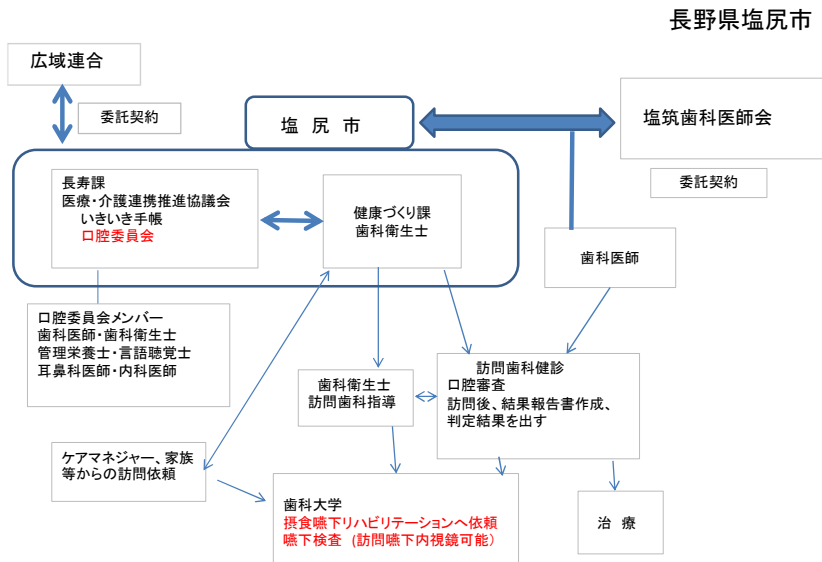 長野県塩尻市
広域連合
委託契約
塩 尻 市
塩筑歯科医師会
委託契約
長寿課
医療・介護連携推進協議会
いきいき手帳
口腔委員会
健康づくり課
歯科衛生士
歯科医師
口腔委員会メンバー
歯科医師・歯科衛生士
管理栄養士・言語聴覚士
耳鼻科医師・内科医師
歯科衛生士
訪問歯科指導
訪問歯科健診
口腔審査
訪問後、結果報告書作成、
判定結果を出す
ケアマネジャー、家族
等からの訪問依頼
歯科大学
摂食嚥下リハビリテーションへ依頼
嚥下検査 (訪問嚥下内視鏡可能)
治 療